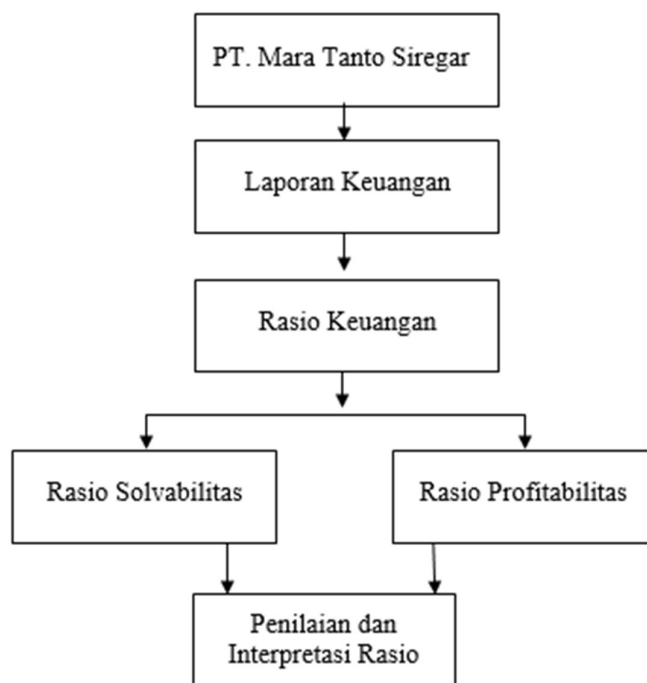 PT. Mara Tanto Siregar
Laporan Keuangan
Rasio Keuangan
Rasio Solvabilitas
Rasio Profitabilitas
Penilaian dan
Interpretasi Rasio